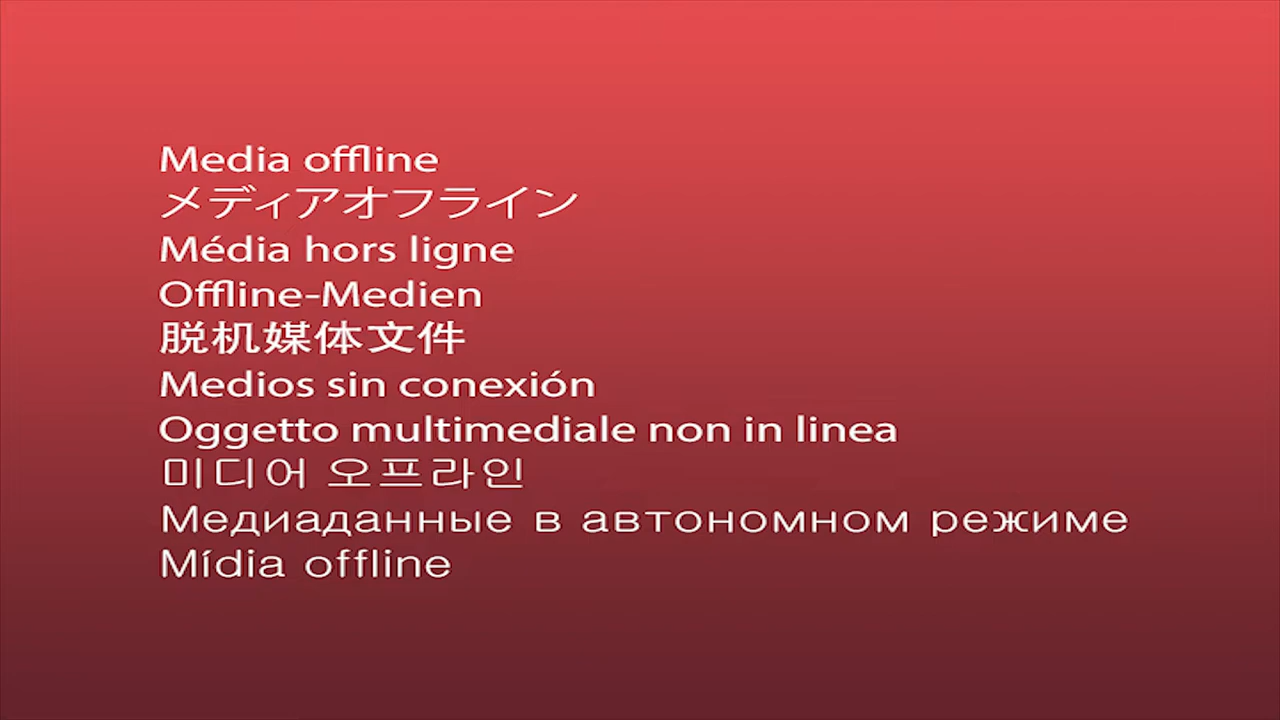 Media offline
メディアオフライン
Média hors ligne
Offline-Medien
脱机媒体文件
Medios sin conexión
Oggetto multimediale non in linea
미디어 오프라인
Медиаданные в автономном режиме
Mídia offline